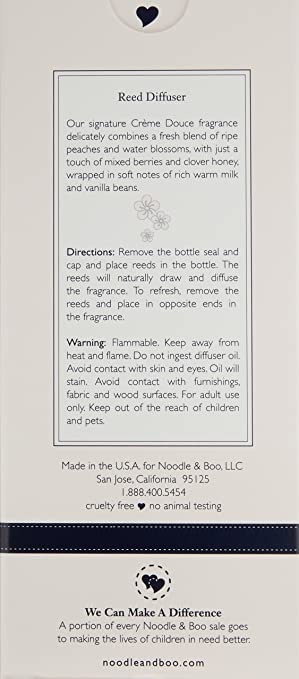 Reed Diffuser
Our signature Crème Douce fragrance
delicately combines a fresh blend of ripe
peaches and water blossoms, with just a
touch of mixed berries and clover honey,
wrapped in soft notes of rich warm milk
and vanilla beans.
Directions: Remove the bottle seal and
cap and place reeds in the bottle. The
reeds will naturally draw and diffuse
the fragrance. To refresh, remove the
reeds and place in opposite ends in
the fragrance.
Warning: Flammable. Keep away from
heat and flame. Do not ingest diffuser oil.
Avoid contact with skin and eyes. Oil will
stain. Avoid contact with furnishings,
fabric and wood surfaces. For adult use
only. Keep out of the reach of children
and pets.
Made in the U.S.A. for Noodle & Boo, LLC
San Jose, California 95125
1.888.400.5454
cruelty free ♥ no animal testing
We Can Make A Difference
A portion of every Noodle & Boo sale goes
to making the lives of children in need better.
noodleandboo.com